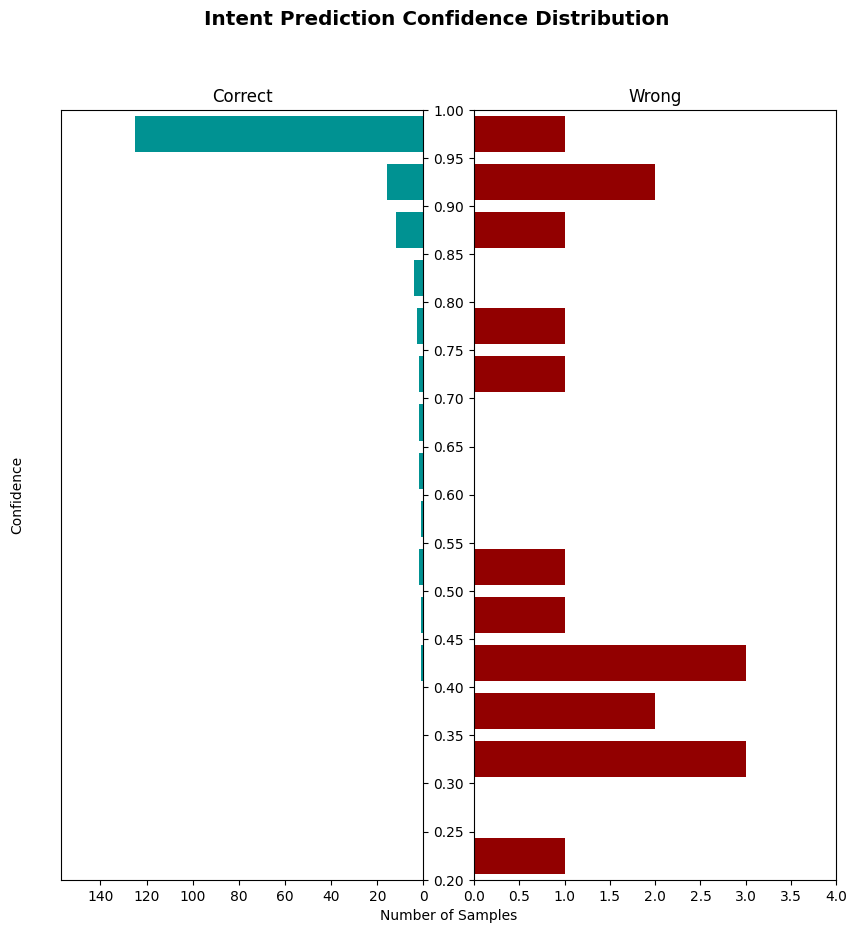 Intent Prediction Confidence Distribution
Correct
Wrong
1.00
0.95
0.90
0.85
0.80
0.75
0.70
0.65
0.60
0.55
0.50
0.45
0.40
0.35
0.30
0.25
0.20
Confidence
140 120 100 80 60 40 20 0
0.0 0.5 1.0 1.5 2.0 2.5 3.0 3.5 4.0
Number of Samples